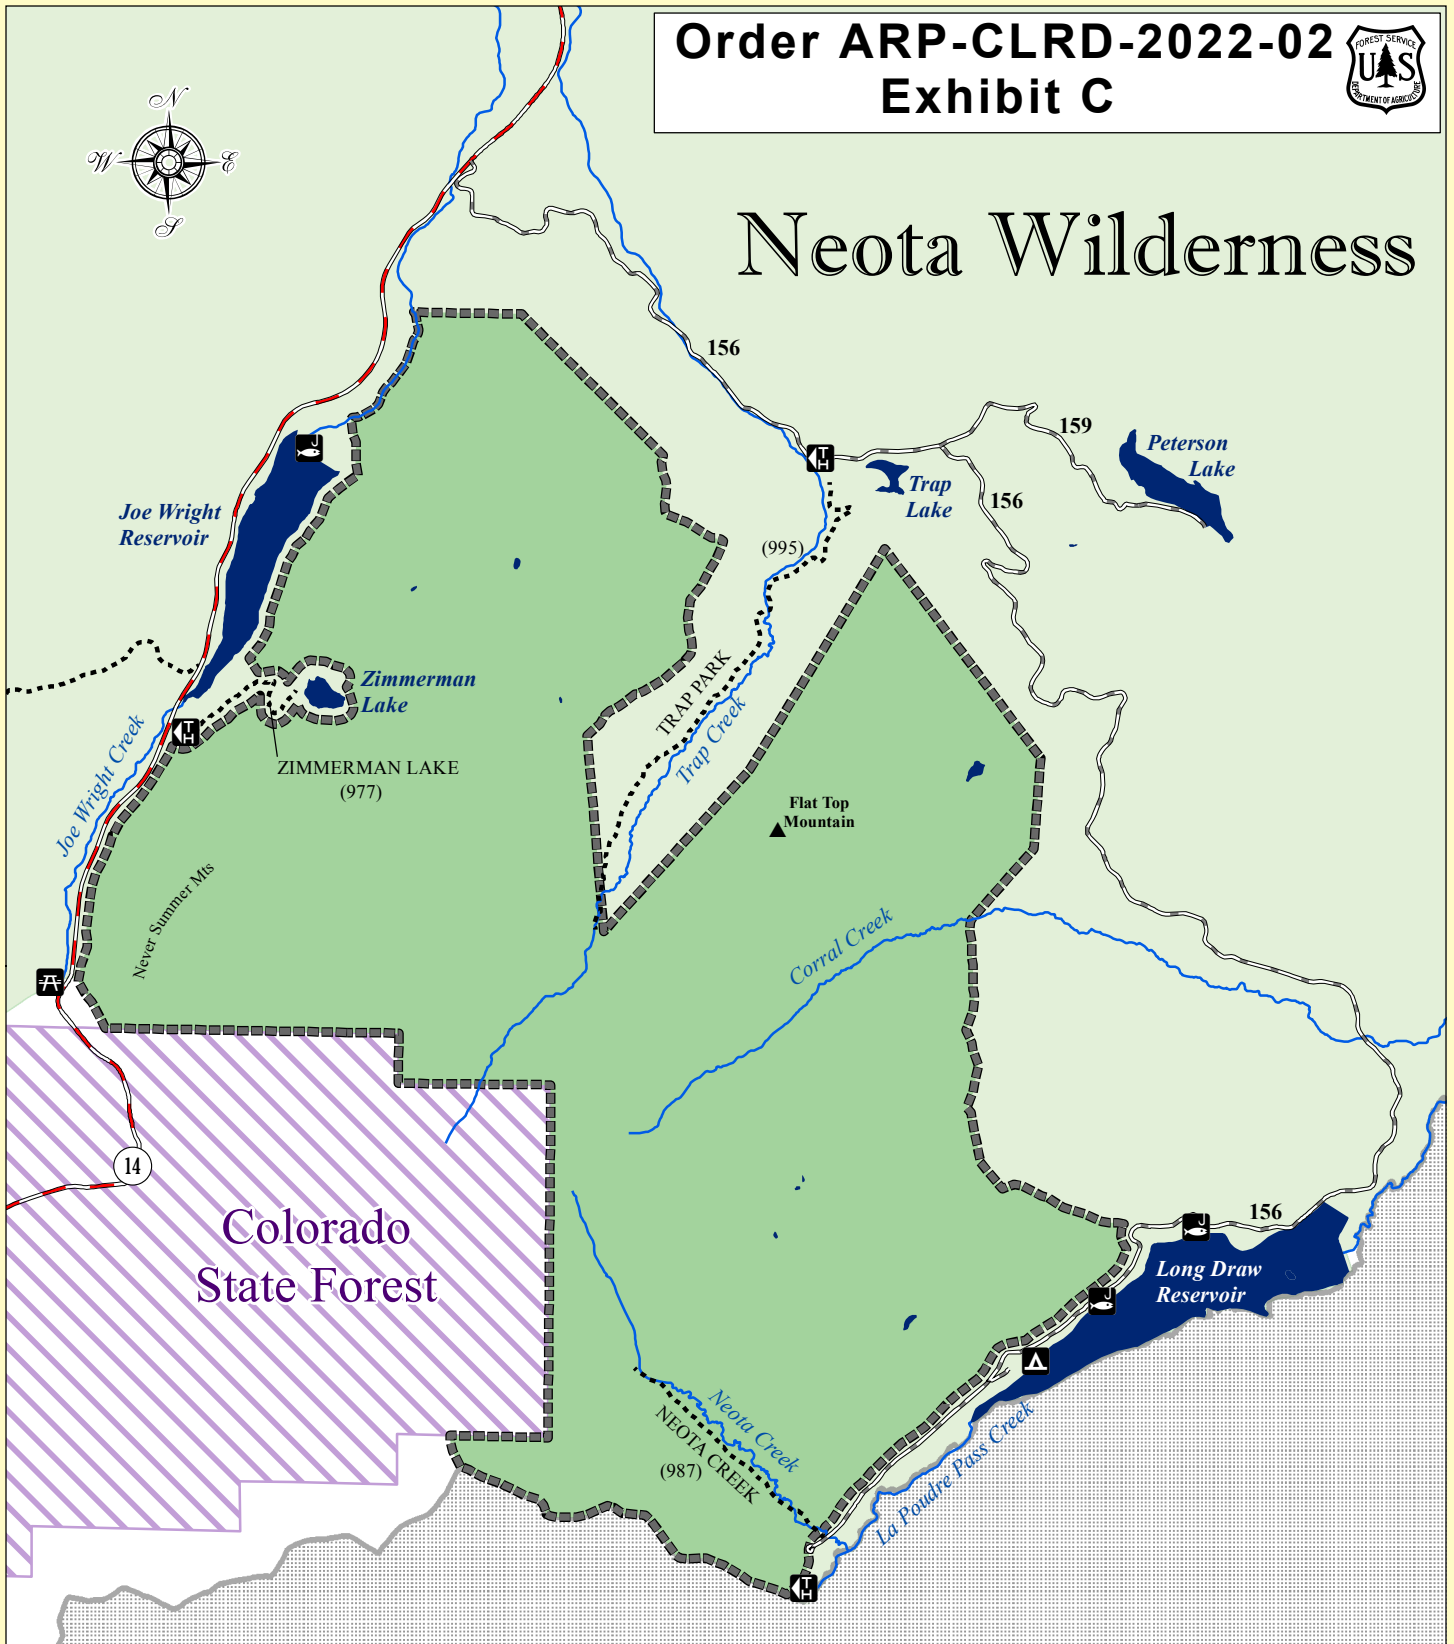 Order ARP-CLRD-2022-02
Exhibit C
FOREST SERVICE
U S
DEPARTMENT OF AGRICULTURE
N
W E
S
Neota Wilderness
156
159
Peterson
Lake
Trap
Lake
156
Joe Wright
Reservoir
J
TH
(995)
TRAP PARK
Trap Creek
Zimmerman
Lake
TH
ZIMMERMAN LAKE
(977)
Joe Wright Creek
Flat Top
Mountain
Never Summer Mts
Corral Creek
14
Colorado
State Forest
J
156
Long Draw
Reservoir
J
Neota Creek
NEOTA CREEK
(987)
La Poudre Pass Creek
TH